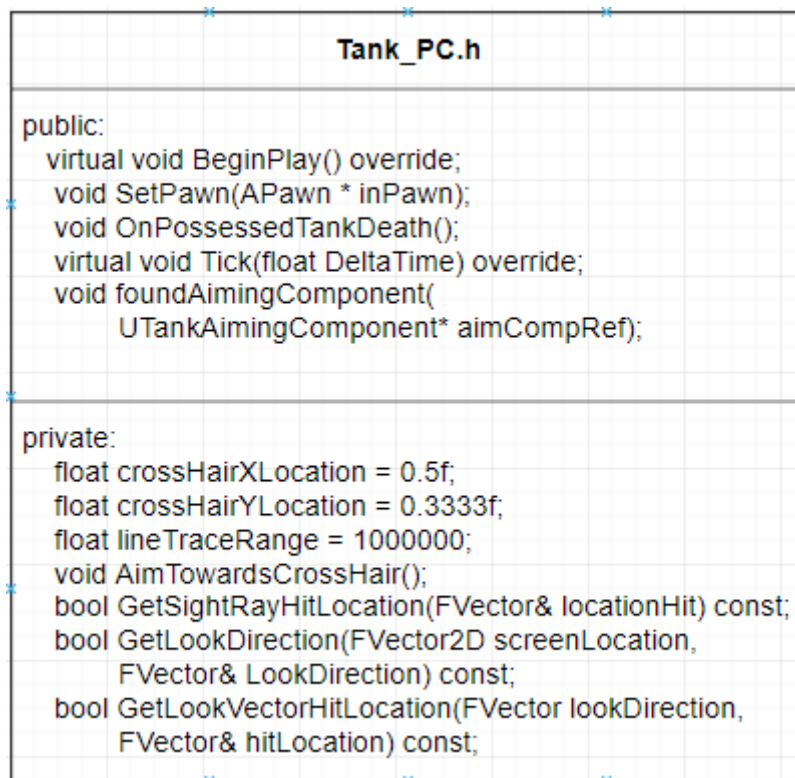 Tank_PC.h
public:
virtual void BeginPlay() override;
void SetPawn(APawn * inPawn);
void OnPossessedTankDeath();
virtual void Tick(float DeltaTime) override;
void foundAimingComponent(
UTankAimingComponent* aimCompRef);
private:
float crossHairXLocation = 0.5f;
float crossHairYLocation = 0.3333f;
float lineTraceRange = 1000000;
void AimTowardsCrossHair();
bool GetSightRayHitLocation(FVector& locationHit) const;
bool GetLookDirection(FVector2D screenLocation,
FVector& LookDirection) const;
bool GetLookVectorHitLocation(FVector lookDirection,
FVector& hitLocation) const;